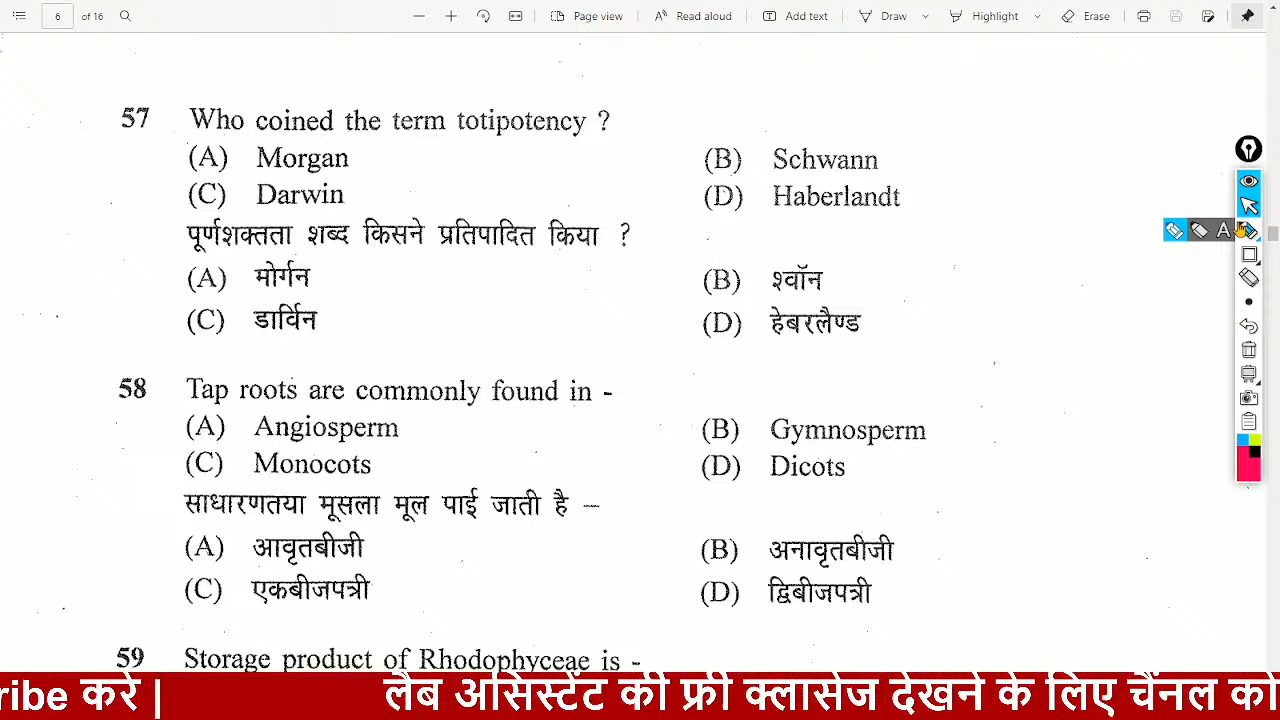 6 of 16 Page view Read aloud Add text Draw Highlight Erase
57 Who coined the term totipotency ?
(A) Morgan (B) Schwann
(C) Darwin (D) Haberlandt
पूर्णशक्तता शब्द किसने प्रतिपादित किया ?
(A) मोर्गन (B) श्वॉन
(C) डार्विन (D) हेबरलैण्ड
58 Tap roots are commonly found in -
(A) Angiosperm (B) Gymnosperm
(C) Monocots (D) Dicots
साधारणतया मूसला मूल पाई जाती है –
(A) आवृतबीजी (B) अनावृतबीजी
(C) एकबीजपत्री (D) द्विबीजपत्री
59 Storage product of Rhodophyceae is -
ribe करें | लैब असिस्टेंट की फ्री क्लासेज देखने के लिए चैंनल को